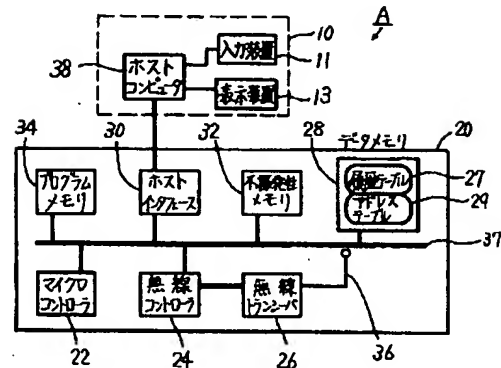 A
10
入力装置
11
38
ホスト
コンピュータ
表示装置
13
34
30
32
28
データメモリ
20
プログラム
メモリ
ホスト
インタフェース
不揮発性
メモリ
テーブル
27
アドレス
テーブル
29
37
マイクロ
コントローラ
22
無線
コントローラ
24
無線
トランシーバ
26
36